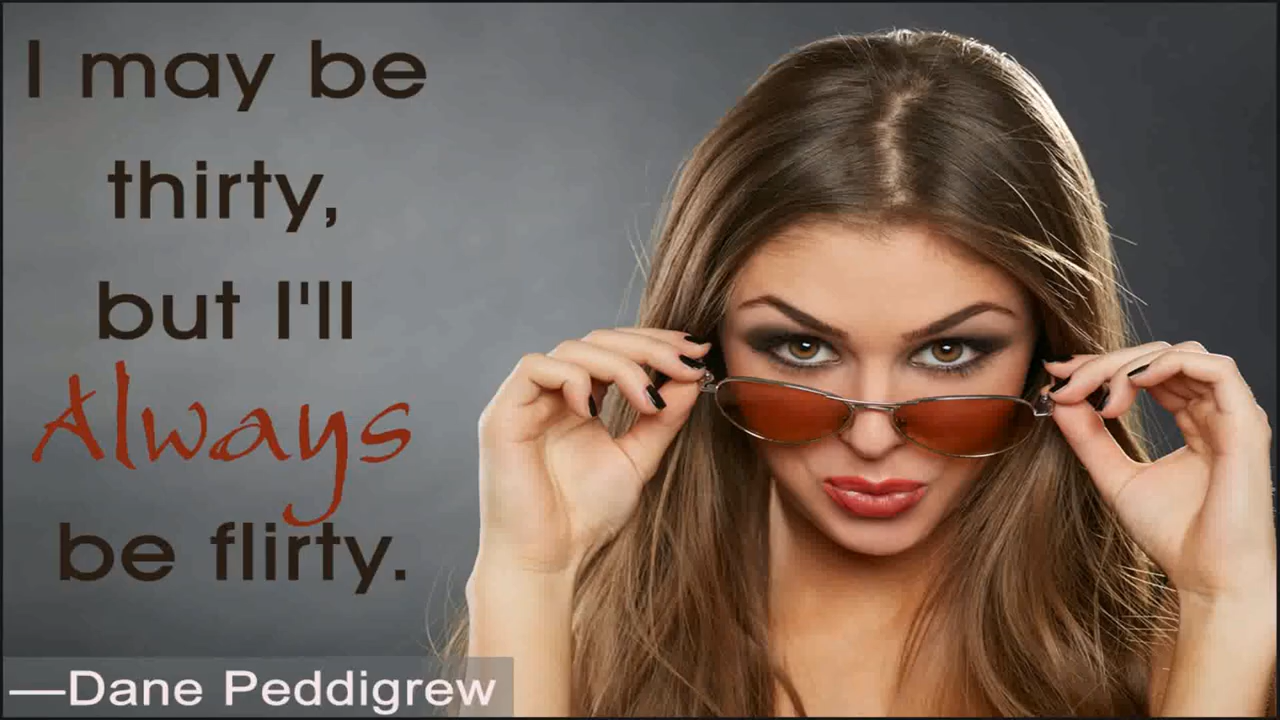 I may be
thirty,
but I'll
Always
be flirty.
—Dane Peddigrew